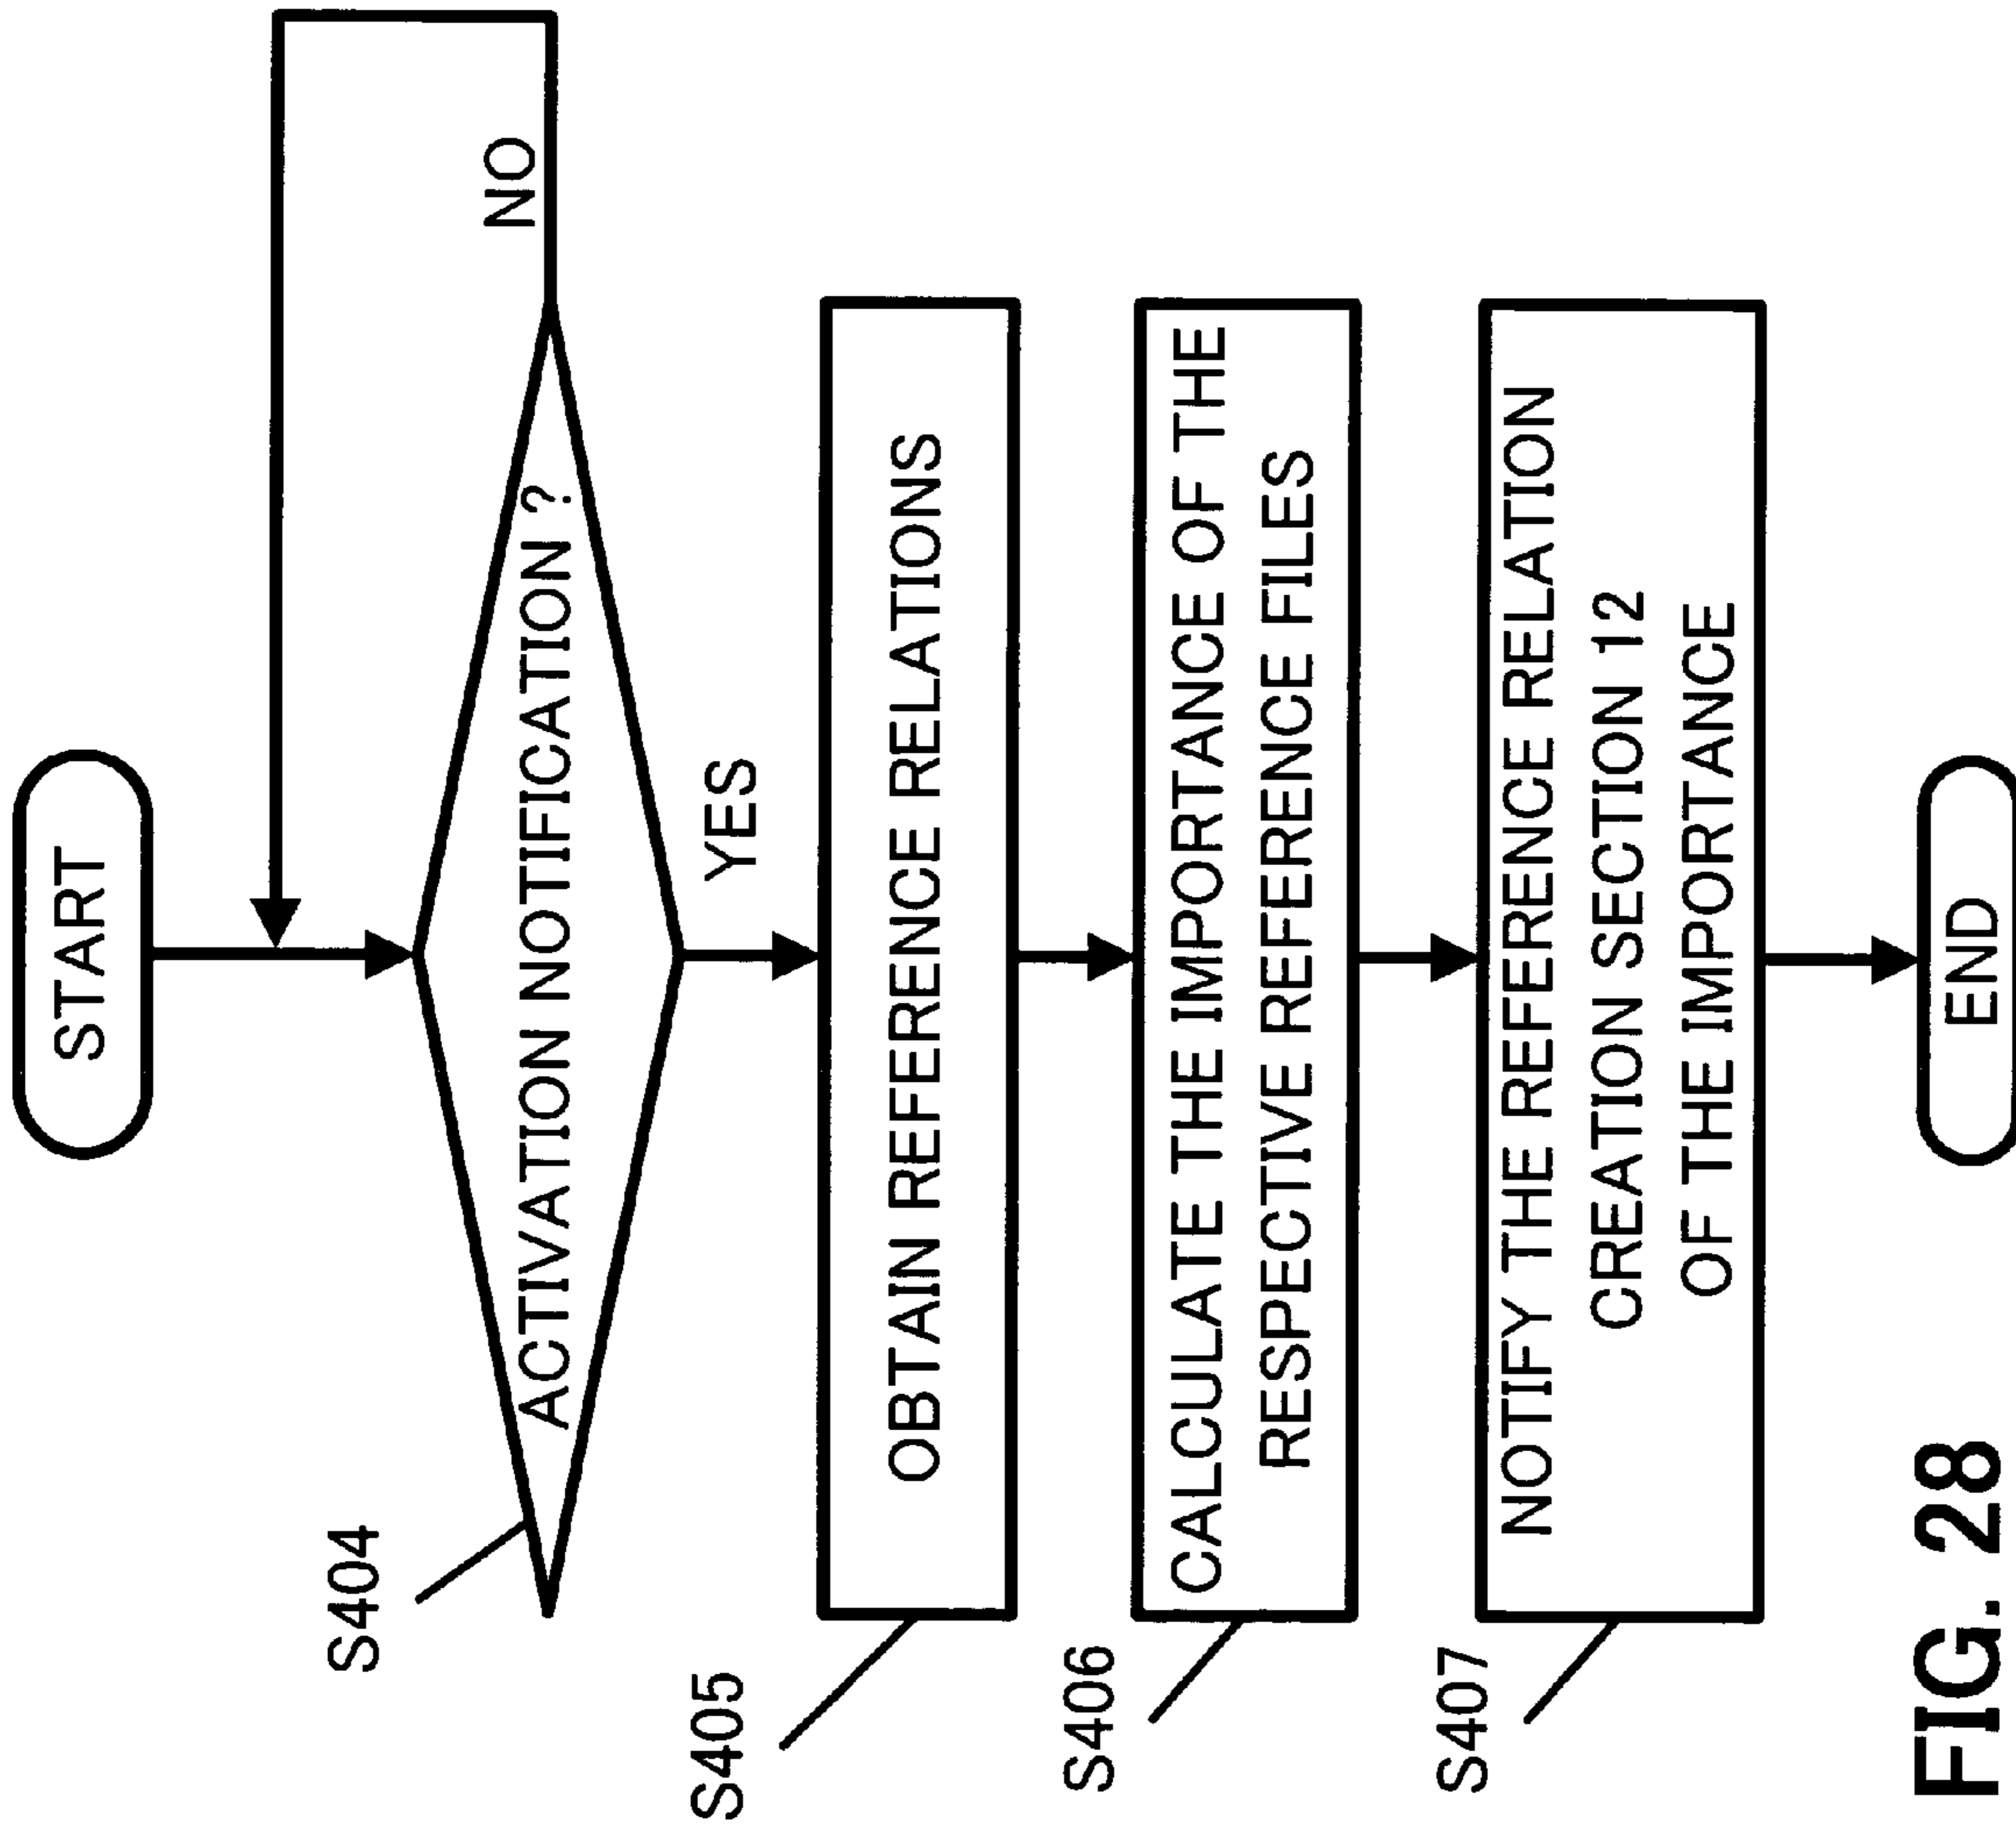 START
S404
ACTIVATION NOTIFICATION ?
NO
YES
S405
OBTAIN REFERENCE RELATIONS
S406
CALCULATE THE IMPORTANCE OF THE
RESPECTIVE REFERENCE FILES
S407
NOTIFY THE REFERENCE RELATION
CREATION SECTION 12
OF THE IMPORTANCE
END
FIG. 28